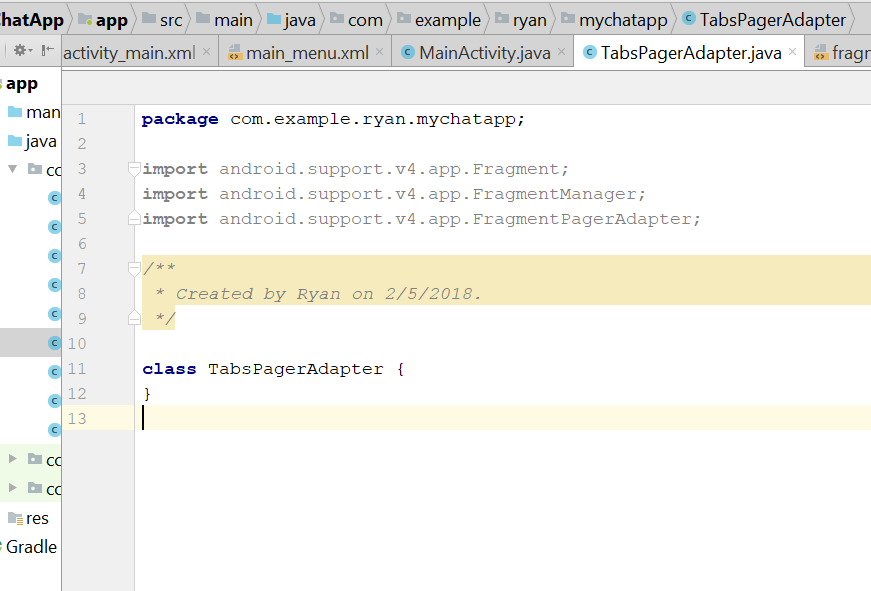 ChatApp app src main java com example ryan mychatapp TabsPagerAdapter
activity_main.xml main_menu.xml MainActivity.java TabsPagerAdapter.java fragm
app
man
java
co
C
C
C
C
C
C
C
C
C
co
co
res
Gradle
1 package com.example.ryan.mychatapp;
2
3 import android.support.v4.app.Fragment;
4 import android.support.v4.app.FragmentManager;
5 import android.support.v4.app.FragmentPagerAdapter;
6
7 /**
8 * Created by Ryan on 2/5/2018.
9 */
10
11 class TabsPagerAdapter {
12 }
13